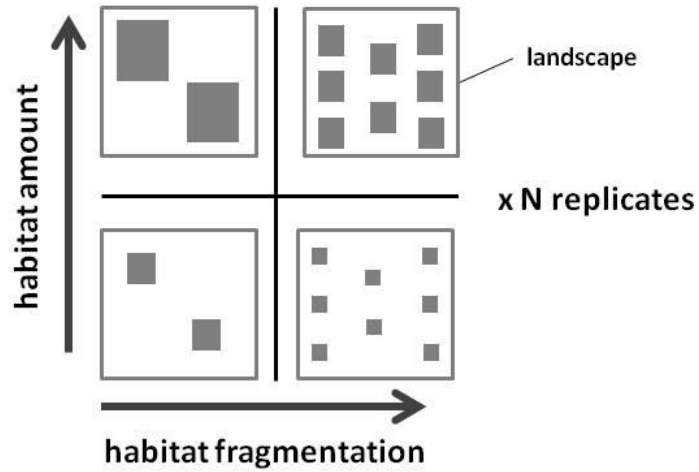 landscape
habitat amount
x N replicates
habitat fragmentation